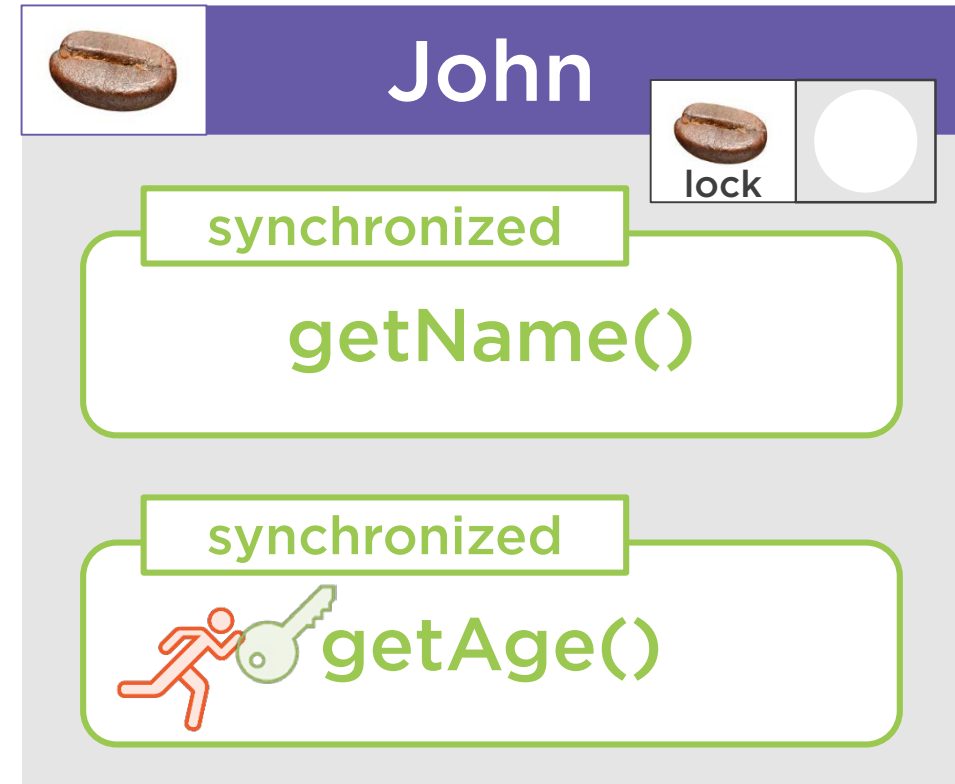 John
lock
synchronized
getName()
synchronized
getAge()